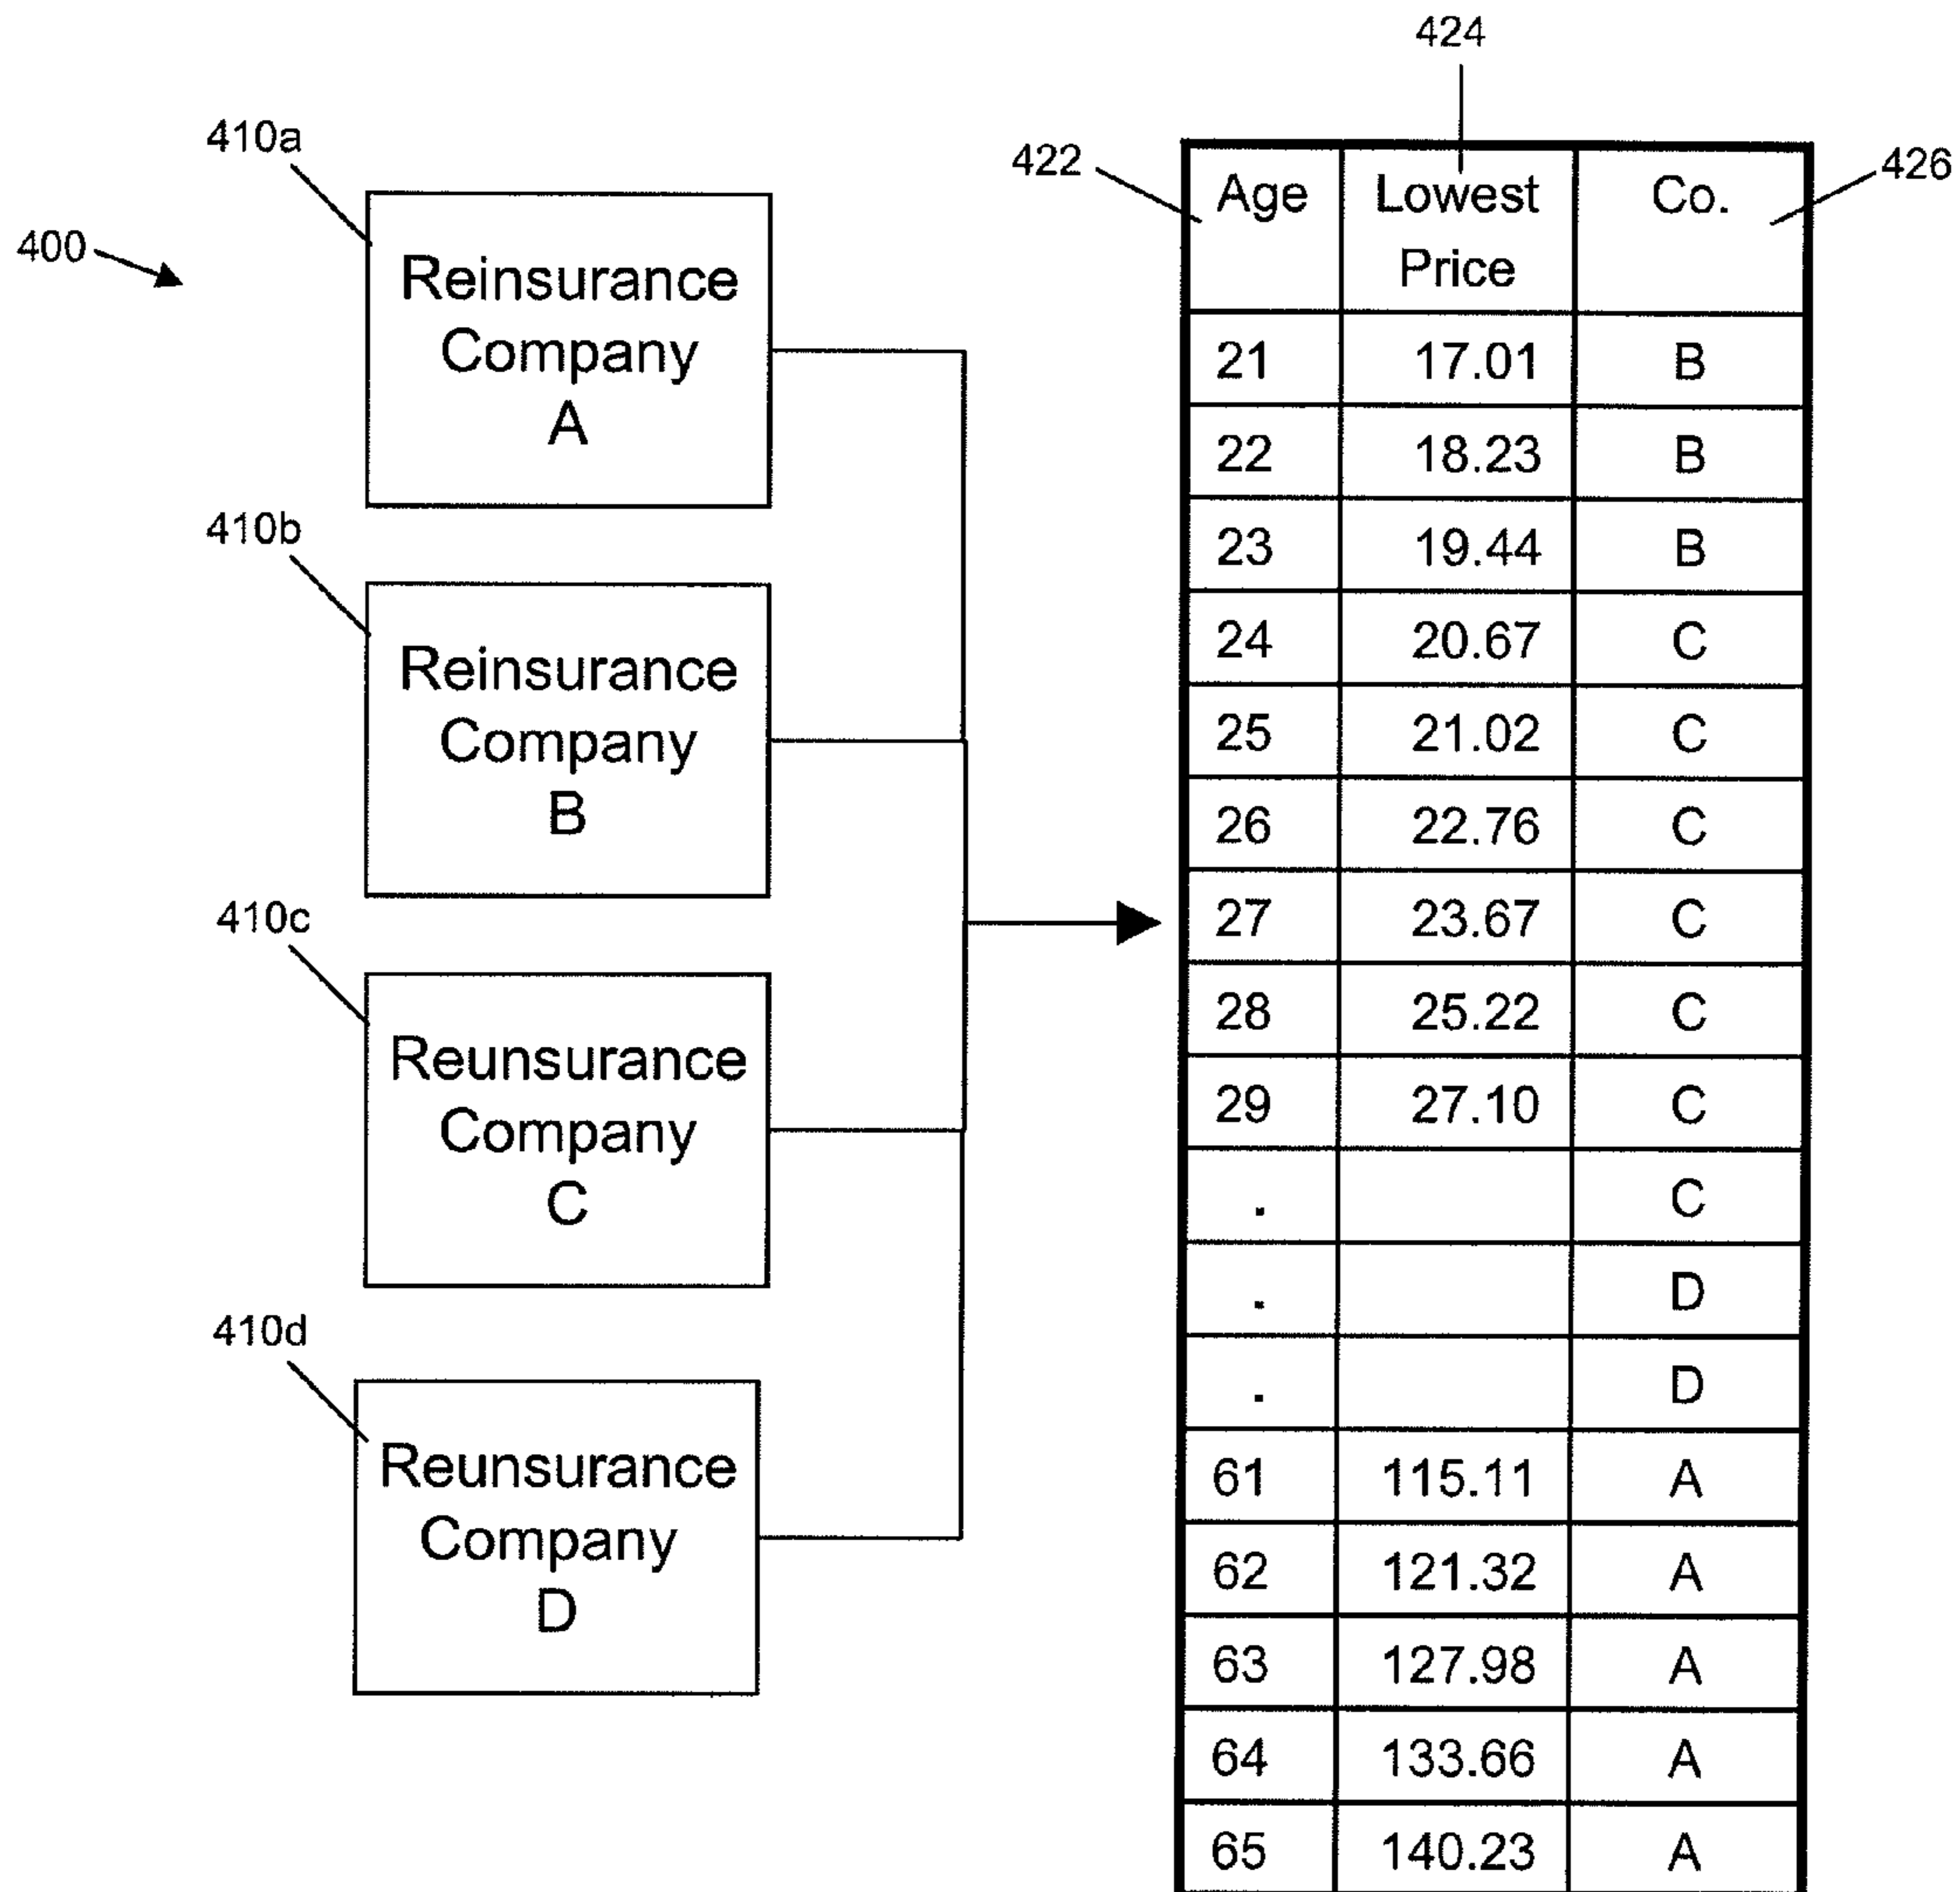 424
410a
422
426
400
Reinsurance
Company
A
Age Lowest Co.
Price
21 17.01 B
22 18.23 B
23 19.44 B
24 20.67 C
25 21.02 C
26 22.76 C
27 23.67 C
28 25.22 C
29 27.10 C
. C
. D
. D
61 115.11 A
62 121.32 A
63 127.98 A
64 133.66 A
65 140.23 A
410b
Reinsurance
Company
B
410c
Reunsurance
Company
C
410d
Reunsurance
Company
D